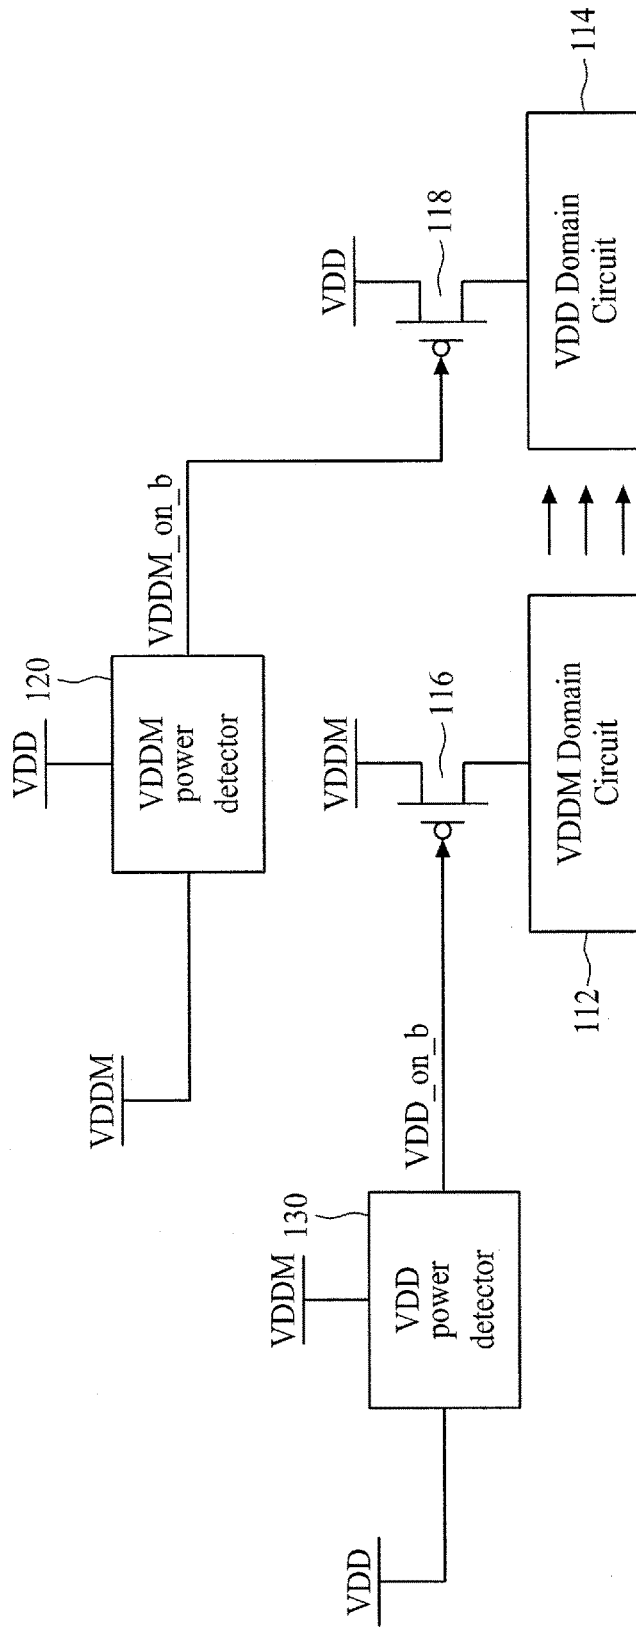 VDD
120
VDDM
VDDM
power
detector
VDDM_on_b
VDD
118
VDD Domain
Circuit
114
VDD
VDDM
130
VDD
power
detector
VDD_on_b
VDDM
116
VDDM Domain
Circuit
112